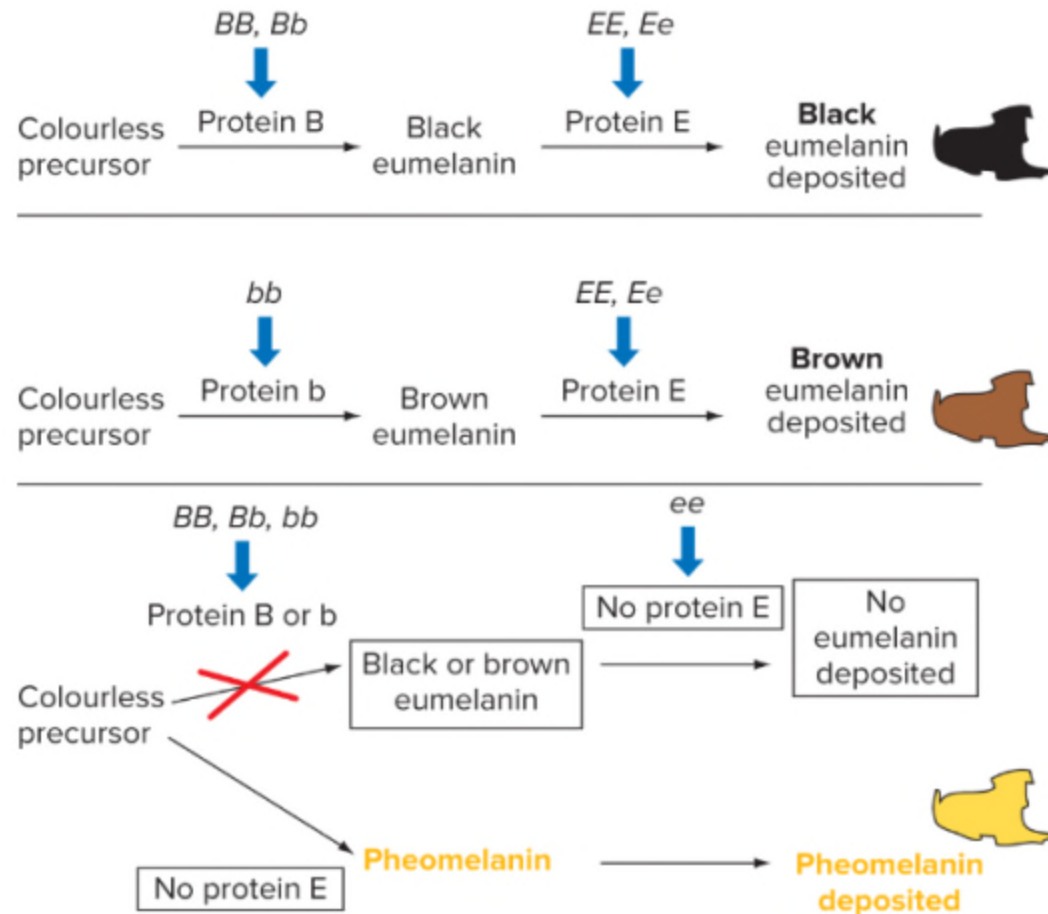 BB, Bb
EE, Ee
Colourless
precursor
Protein B
Black
eumelanin
Protein E
Black
eumelanin
deposited
bb
EE, Ee
Colourless
precursor
Protein b
Brown
eumelanin
Protein E
Brown
eumelanin
deposited
BB, Bb, bb
ee
Protein B or b
No protein E
No
eumelanin
deposited
Black or brown
eumelanin
Colourless
precursor
Pheomelanin
Pheomelanin
deposited
No protein E